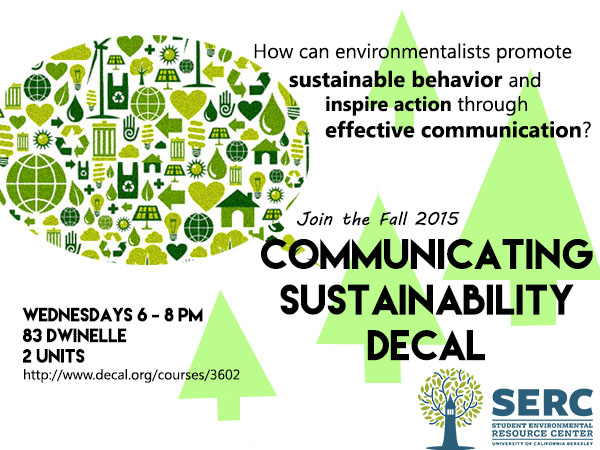 How can environmentalists promote
sustainable behavior and
inspire action through
effective communication?
Join the Fall 2015
COMMUNICATING
SUSTAINABILITY
DECAL
WEDNESDAYS 6 - 8 PM
83 DWINELLE
2 UNITS
http://www.decal.org/courses/3602
SERC
STUDENT ENVIRONMENTAL
RESOURCE CENTER
UNIVERSITY OF CALIFORNIA BERKELEY